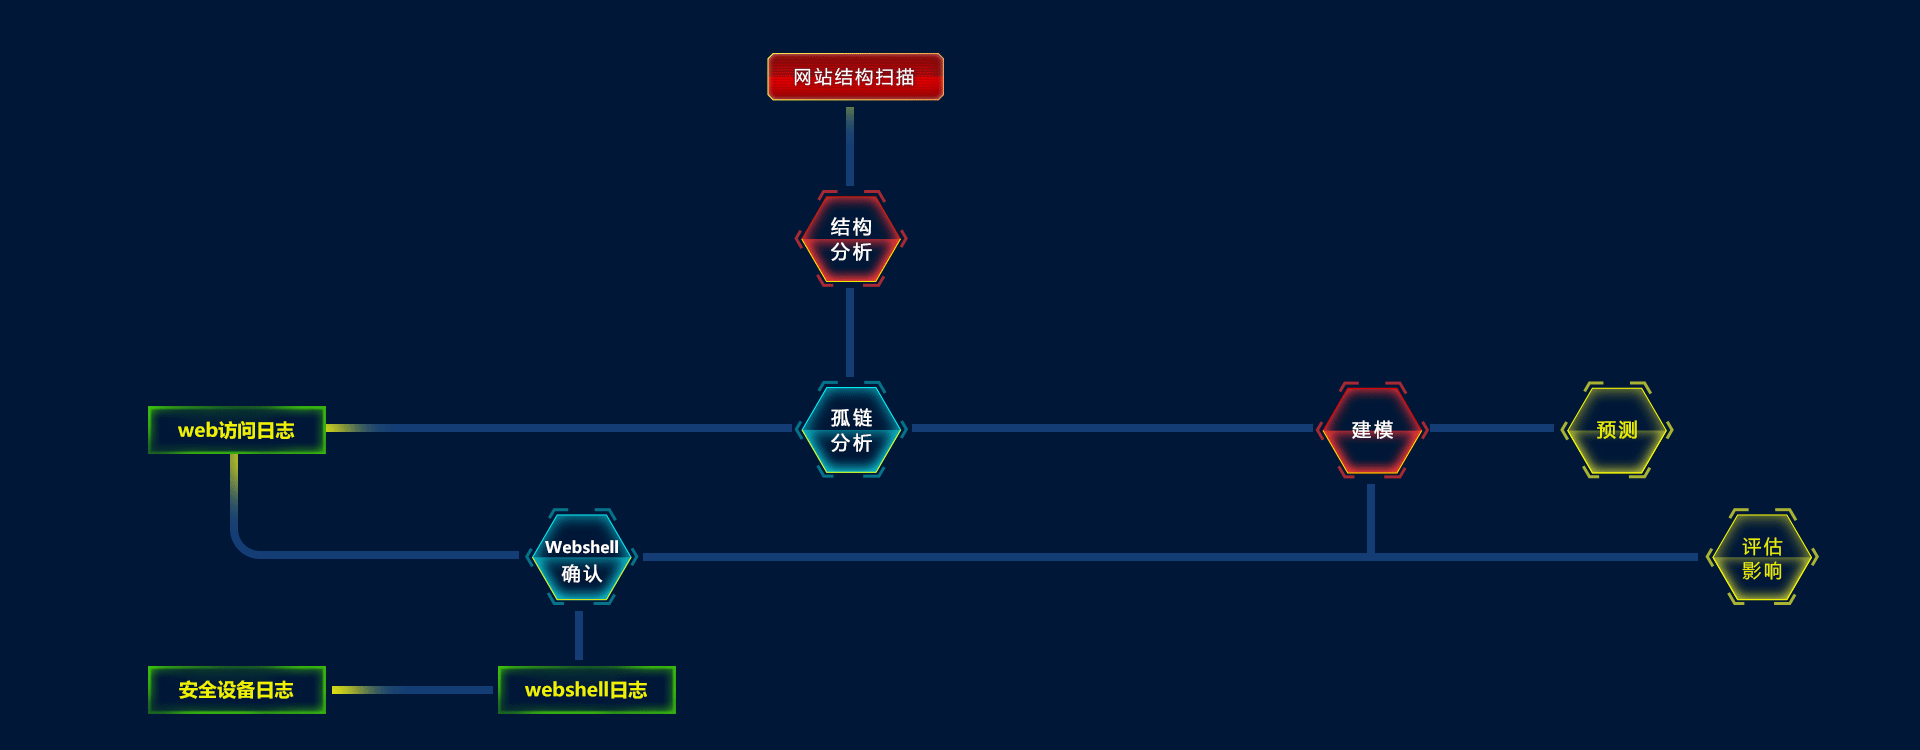 网站结构扫描
结构
分析
孤链
分析
web访问日志
建模
预测
Webshell
确认
评估
影响
安全设备日志
webshell日志